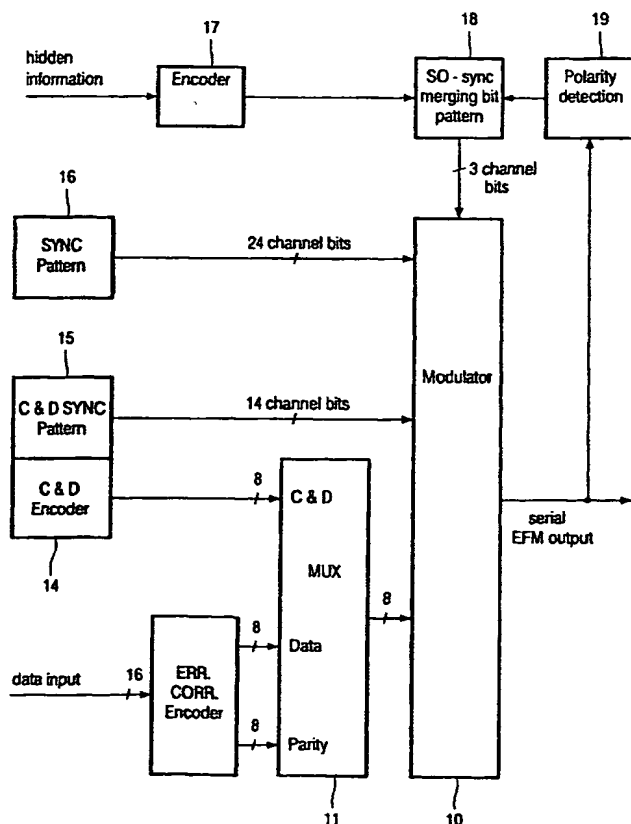 17
18
19
hidden
information
Encoder
SO - sync
merging bit
pattern
Polarity
detection
3 channel
bits
16
SYNC
Pattern
24 channel bits
15
C & D SYNC
Pattern
14 channel bits
Modulator
C & D
Encoder
14
8
C & D
MUX
8
serial
EFM output
data input
16
ERR.
CORR.
Encoder
8
Data
8
Parity
11
10